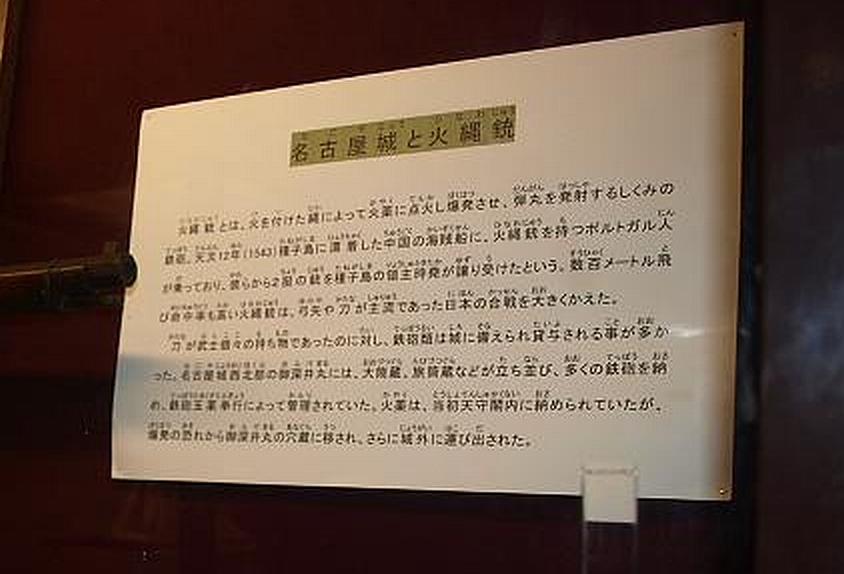 名古屋城と火縄銃
火縄銃とは、火を付けた縄によって火薬に点火し爆発させ、弾丸を発射するしくみの
鉄砲。天文12年(1543)種子島に漂着した中国の海賊船に、火縄銃を持つポルトガル人
が乗っており、彼らから2挺の銃を種子島の領主時堯が譲り受けたという。数百メートル飛
び命中率も高い火縄銃は、弓矢や刀が主流であった日本の合戦を大きくかえた。
刀が武士個々の持ち物であったのに対し、鉄砲類は城に備えられ貸与される事が多か
った。名古屋城西北部の御深井丸には、大筒蔵、旅筒蔵などが立ち並び、多くの鉄砲を納
め、鉄砲玉薬奉行によって管理されていた。火薬は、当初天守閣内に納められていたが、
爆発の恐れから御深井丸の穴蔵に移され、さらに城外に運び出された。